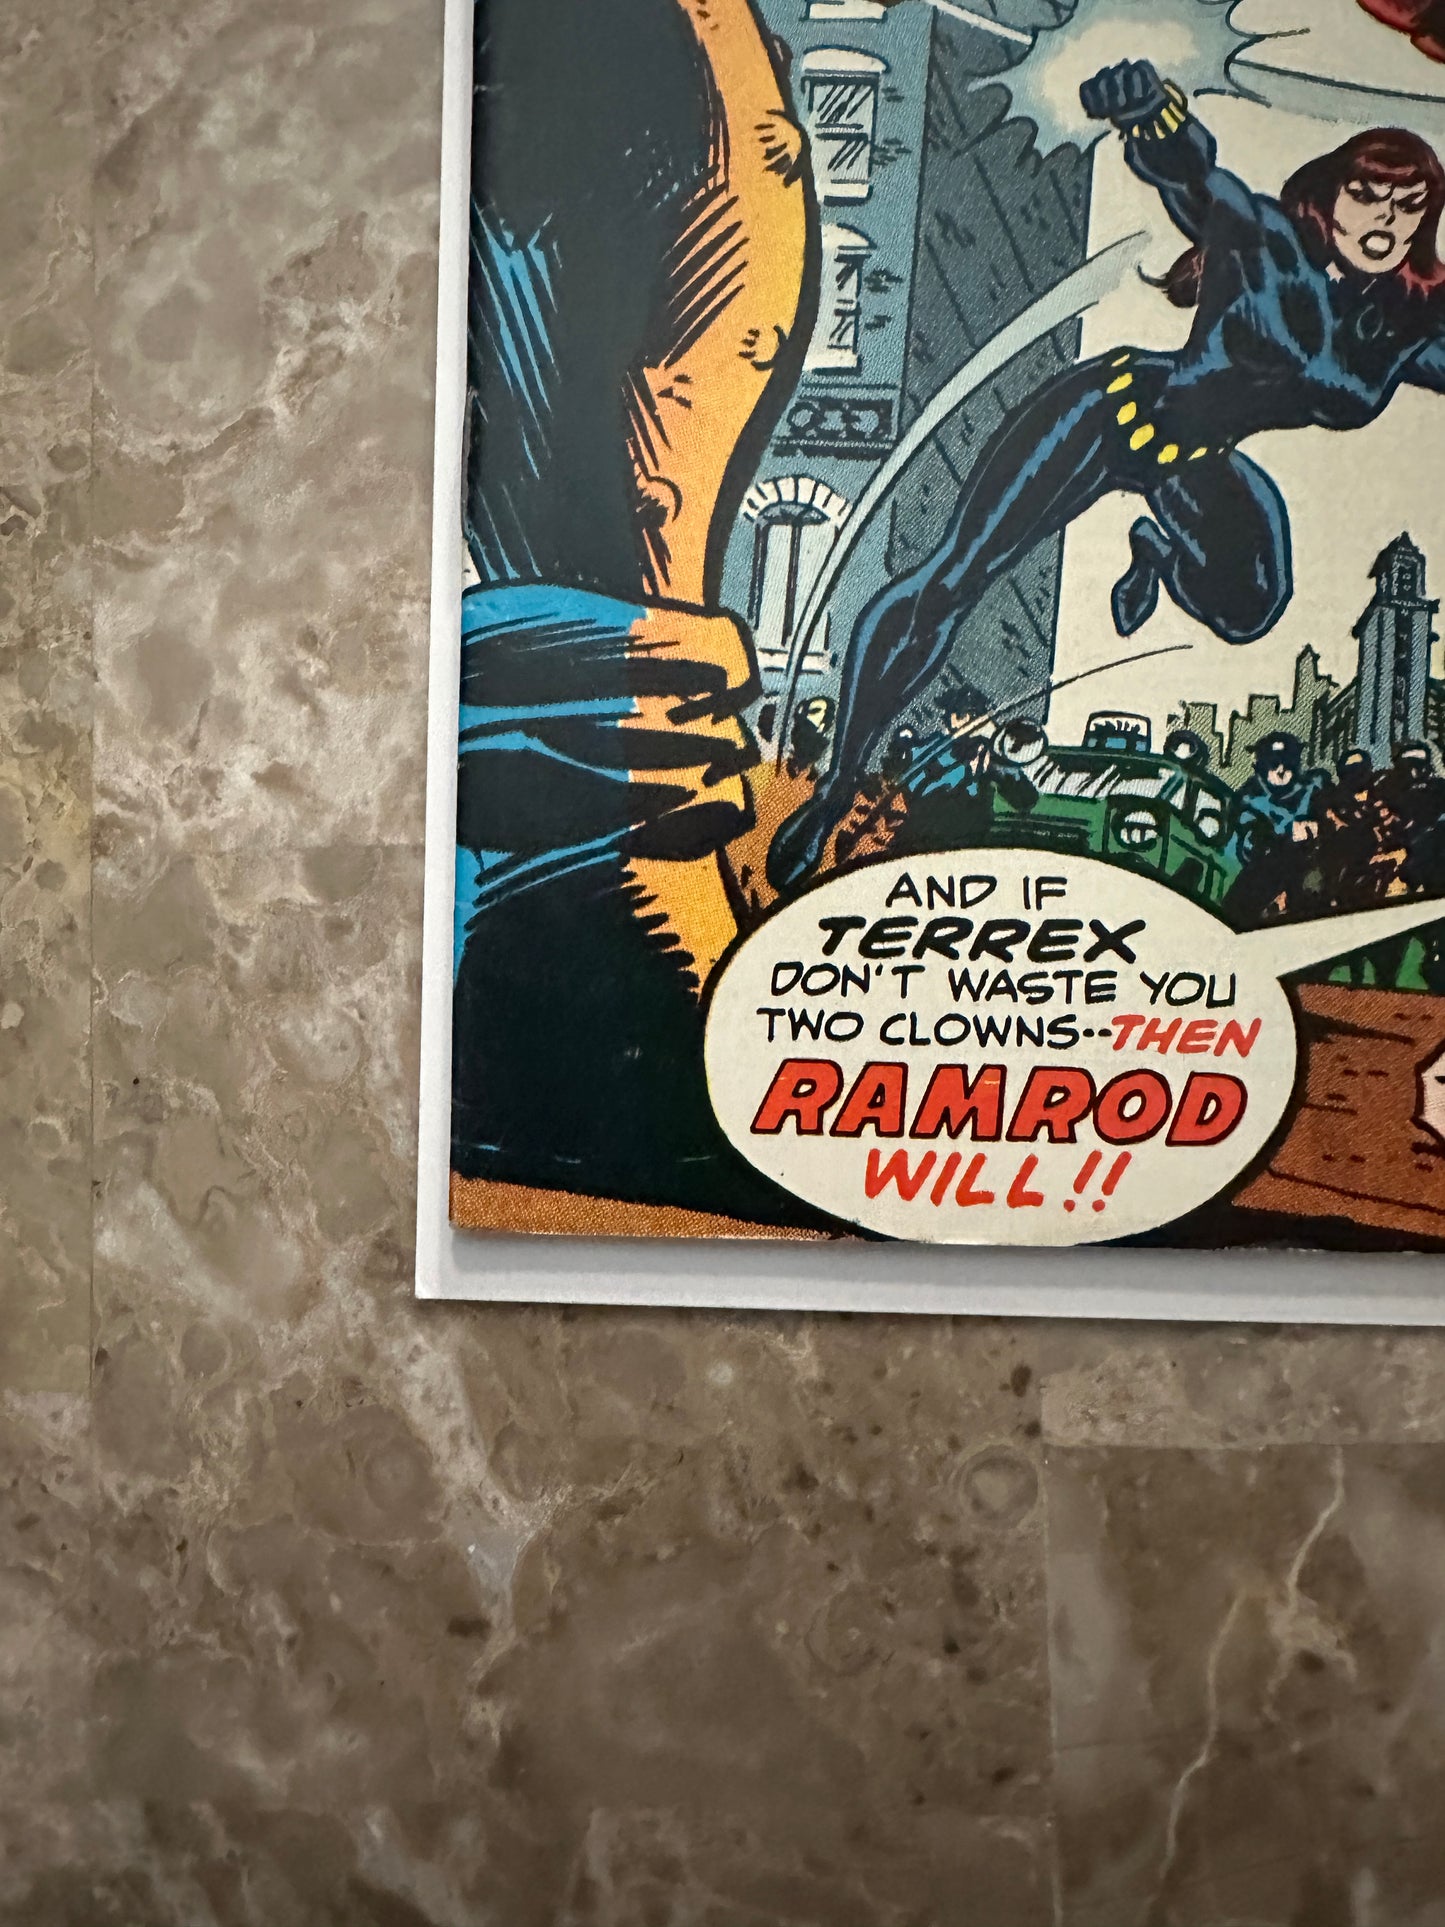 AND IF
TERREX
DON'T WASTE YOU
TWO CLOWNS--THEN
RAMROD
WILL!!